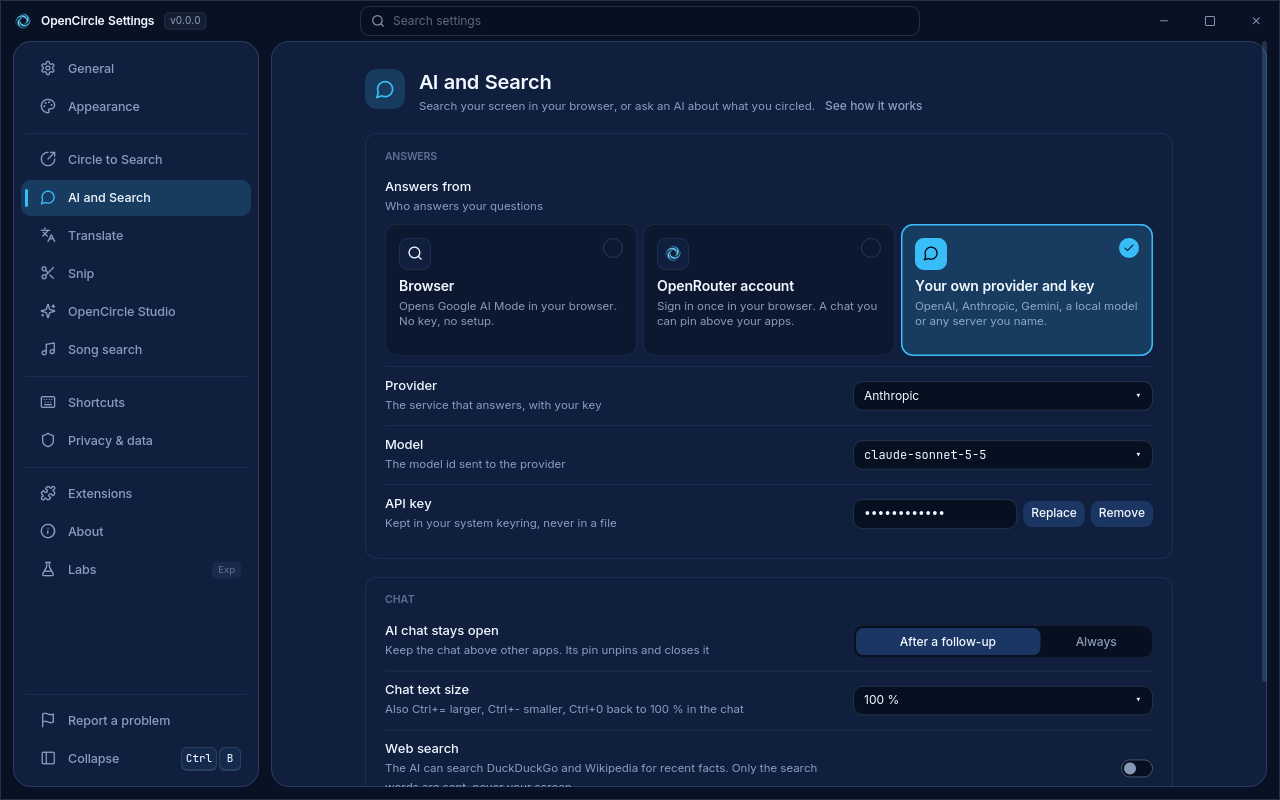 OpenCircle Settings
v0.0.0
Search settings
General
Appearance
Circle to Search
AI and Search
Translate
Snip
OpenCircle Studio
Song search
Shortcuts
Privacy & data
Extensions
About
Labs
Exp
Report a problem
Collapse
Ctrl
B
AI and Search
Search your screen in your browser, or ask an AI about what you circled. See how it works
ANSWERS
Answers from
Who answers your questions
Browser
Opens Google AI Mode in your browser.
No key, no setup.
OpenRouter account
Sign in once in your browser. A chat you
can pin above your apps.
Your own provider and key
OpenAI, Anthropic, Gemini, a local model
or any server you name.
Provider
The service that answers, with your key
Anthropic
Model
The model id sent to the provider
claude-sonnet-5-5
API key
Kept in your system keyring, never in a file
••••••••••••
Replace
Remove
CHAT
AI chat stays open
Keep the chat above other apps. Its pin unpins and closes it
After a follow-up
Always
Chat text size
Also Ctrl+= larger, Ctrl+- smaller, Ctrl+0 back to 100 % in the chat
100 %
Web search
The AI can search DuckDuckGo and Wikipedia for recent facts. Only the search
words are sent, never your screen